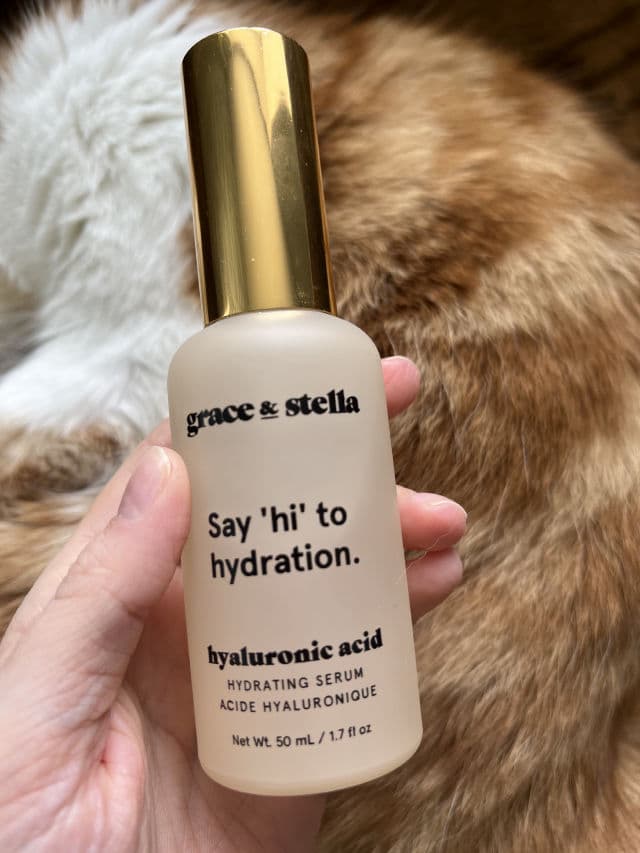 grace & stella
Say 'hi' to
hydration.
hyaluronic acid
HYDRATING SERUM
ACIDE HYALURONIQUE
Net Wt. 50 mL / 1.7 fl oz